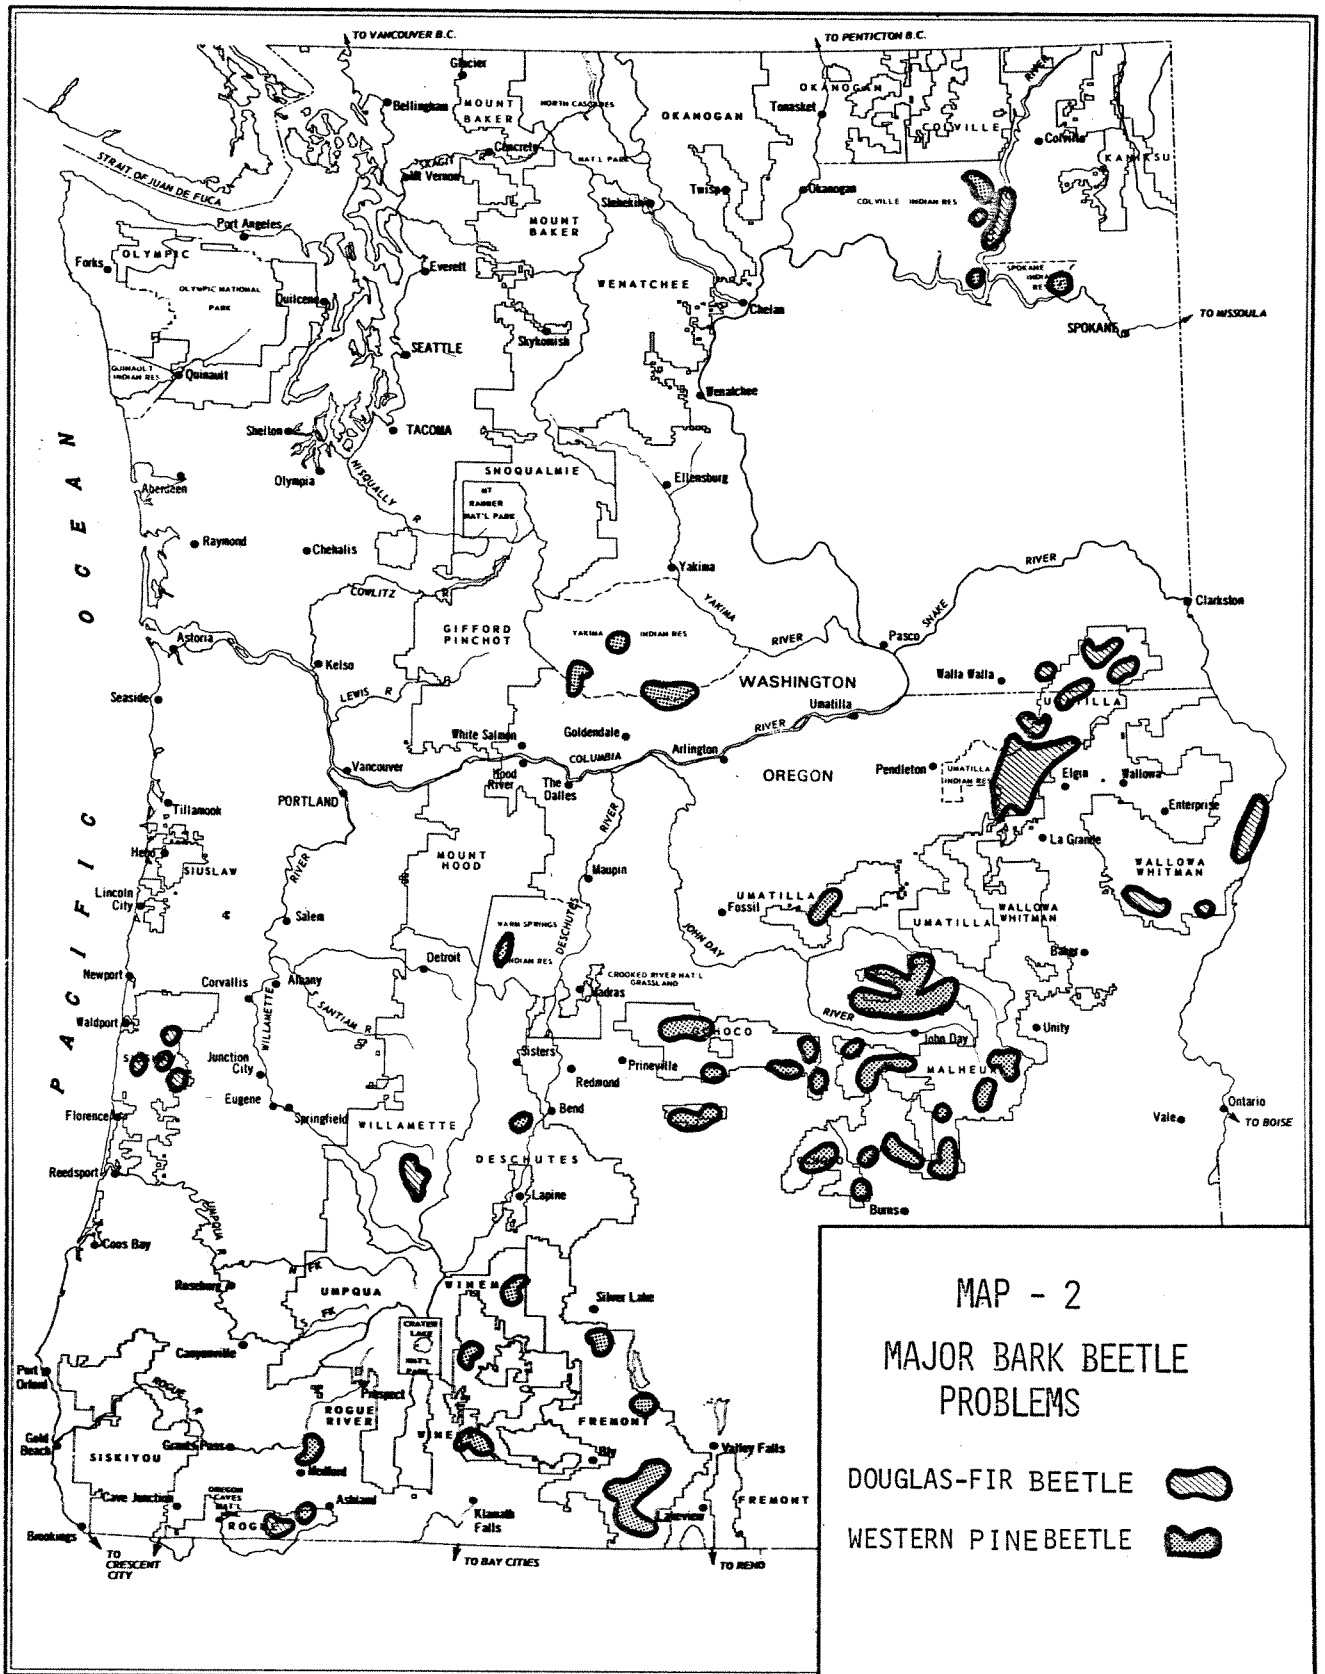 TO VANCOUVER B.C.
TO PENTICTON B.C.
Glacier
Bellingham
MOUNT
BAKER
NORTH CASCADES
NAT'L PARK
OKANOGAN
Tonasket
OKANOGAN
COLVILLE
RIVER
Colville
KANIKSU
STRAIT OF JUAN DE FUCA
SKAGIT R
Concrete
Mt Vernon
Stehekin
Twisp
Okanogan
COLVILLE INDIAN RES
Port Angeles
MOUNT
BAKER
Forks
OLYMPIC
OLYMPIC NATIONAL
PARK
Quilcene
Everett
WENATCHEE
Chelan
SPOKANE
INDIAN
RES
SPOKANE
TO MISSOULA
Skykomish
SEATTLE
QUINAULT
INDIAN RES
Quinault
Wenatchee
Shelton
TACOMA
Olympia
NISQUALLY R
SNOQUALMIE
MT
RAINIER
NAT'L PARK
Ellensburg
Aberdeen
Raymond
Chehalis
Yakima
COWLITZ R
YAKIMA
RIVER
SNAKE
RIVER
Clarkston
Pasco
GIFFORD
PINCHOT
YAKIMA INDIAN RES
Astoria
Kelso
LEWIS R
WASHINGTON
Walla Walla
Seaside
Umatilla
UMATILLA
White Salmon
Goldendale
RIVER
Arlington
COLUMBIA
Vancouver
Hood
River
The
Dalles
OREGON
Pendleton
UMATILLA
INDIAN RES
Elgin
Wallowa
Enterprise
PORTLAND
Tillamook
RIVER
La Grande
Hebo
SIUSLAW
MOUNT
HOOD
Maupin
WALLOWA
WHITMAN
Lincoln
City
RIVER
Salem
UMATILLA
Fossil
WALLOWA
WHITMAN
UMATILLA
WARM SPRINGS
INDIAN RES
DESCHUTES
JOHN DAY
Baker
Detroit
Newport
Corvallis
Albany
CROOKED RIVER NAT'L
GRASSLAND
Madras
Waldport
WILLAMETTE
S SANTIAM R
RIVER
OCHOCO
John Day
Unity
Junction
City
Sisters
Prineville
Redmond
MALHEUR
Eugene
Springfield
Bend
Florence
WILLAMETTE
Vale
Ontario
TO BOISE
DESCHUTES
OCHOCO
Reedsport
Lapine
Burns
UMPQUA R
Coos Bay
N FK
Roseburg
UMPQUA
S FK
Silver Lake
CRATER
LAKE
NAT'L
PARK
Canyonville
Port
Orford
Prospect
ROGUE R
ROGUE
RIVER
FREMONT
Gold
Beach
Grants Pass
SISKIYOU
Medford
Bly
Valley Falls
Cave Junction
OREGON
CAVES
Ashland
Klamath
Falls
Lakeview
FREMONT
Brookings
TO
CRESCENT
CITY
TO BAY CITIES
TO RENO
PACIFIC OCEAN
MAP - 2
MAJOR BARK BEETLE
PROBLEMS
DOUGLAS-FIR BEETLE
WESTERN PINE BEETLE